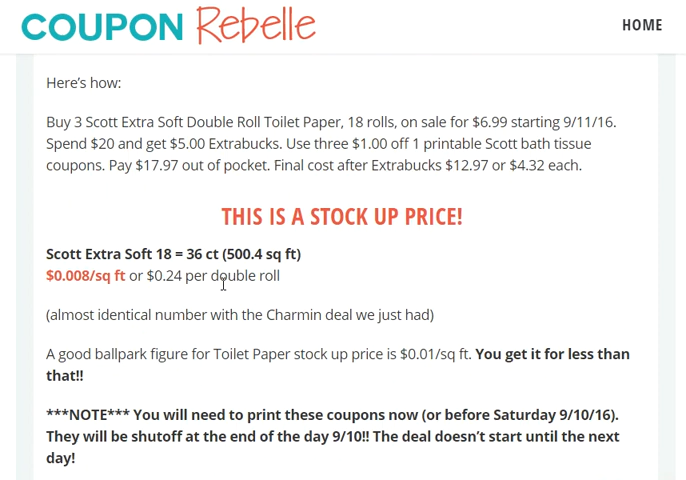 COUPON Rebelle
HOME
Here's how:
Buy 3 Scott Extra Soft Double Roll Toilet Paper, 18 rolls, on sale for $6.99 starting 9/11/16.
Spend $20 and get $5.00 Extrabucks. Use three $1.00 off 1 printable Scott bath tissue
coupons. Pay $17.97 out of pocket. Final cost after Extrabucks $12.97 or $4.32 each.
THIS IS A STOCK UP PRICE!
Scott Extra Soft 18 = 36 ct (500.4 sq ft)
$0.008/sq ft or $0.24 per double roll
(almost identical number with the Charmin deal we just had)
A good ballpark figure for Toilet Paper stock up price is $0.01/sq ft. You get it for less than
that!!
***NOTE*** You will need to print these coupons now (or before Saturday 9/10/16).
They will be shutoff at the end of the day 9/10!! The deal doesn't start until the next
day!